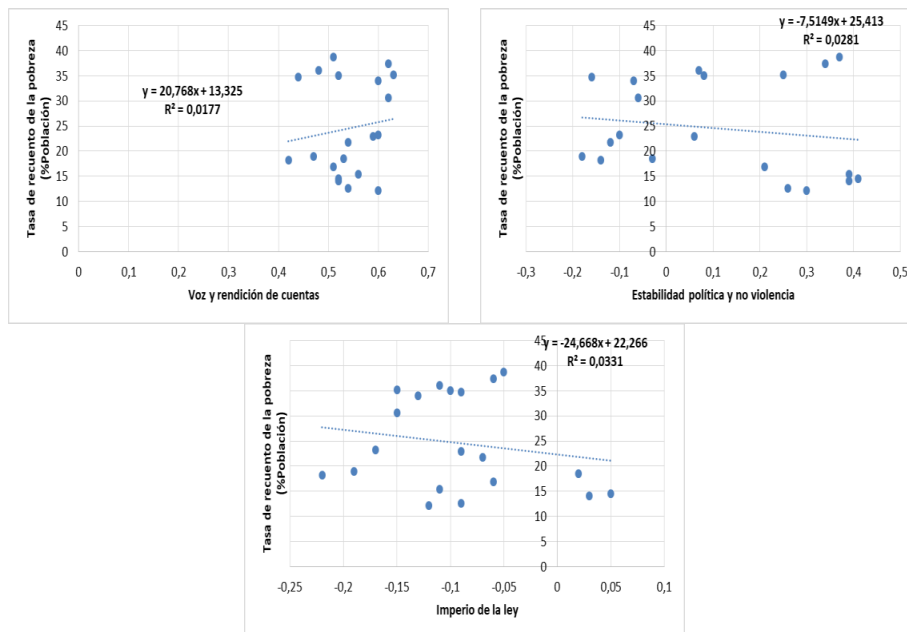 Tasa de recuento de la pobreza
(%Población)
45
40
35
30
25
20
15
10
5
0
y = 20,768x + 13,325
R² = 0,0177
0 0,1 0,2 0,3 0,4 0,5 0,6 0,7
Voz y rendición de cuentas
Tasa de recuento de la pobreza
(%Población)
45
40
35
30
25
20
15
10
5
0
y = -7,5149x + 25,413
R² = 0,0281
-0,3 -0,2 -0,1 0 0,1 0,2 0,3 0,4 0,5
Estabilidad política y no violencia
Tasa de recuento de la pobreza
(%Población)
45
40
35
30
25
20
15
10
5
0
y = -24,668x + 22,266
R² = 0,0331
-0,25 -0,2 -0,15 -0,1 -0,05 0 0,05 0,1
Imperio de la ley